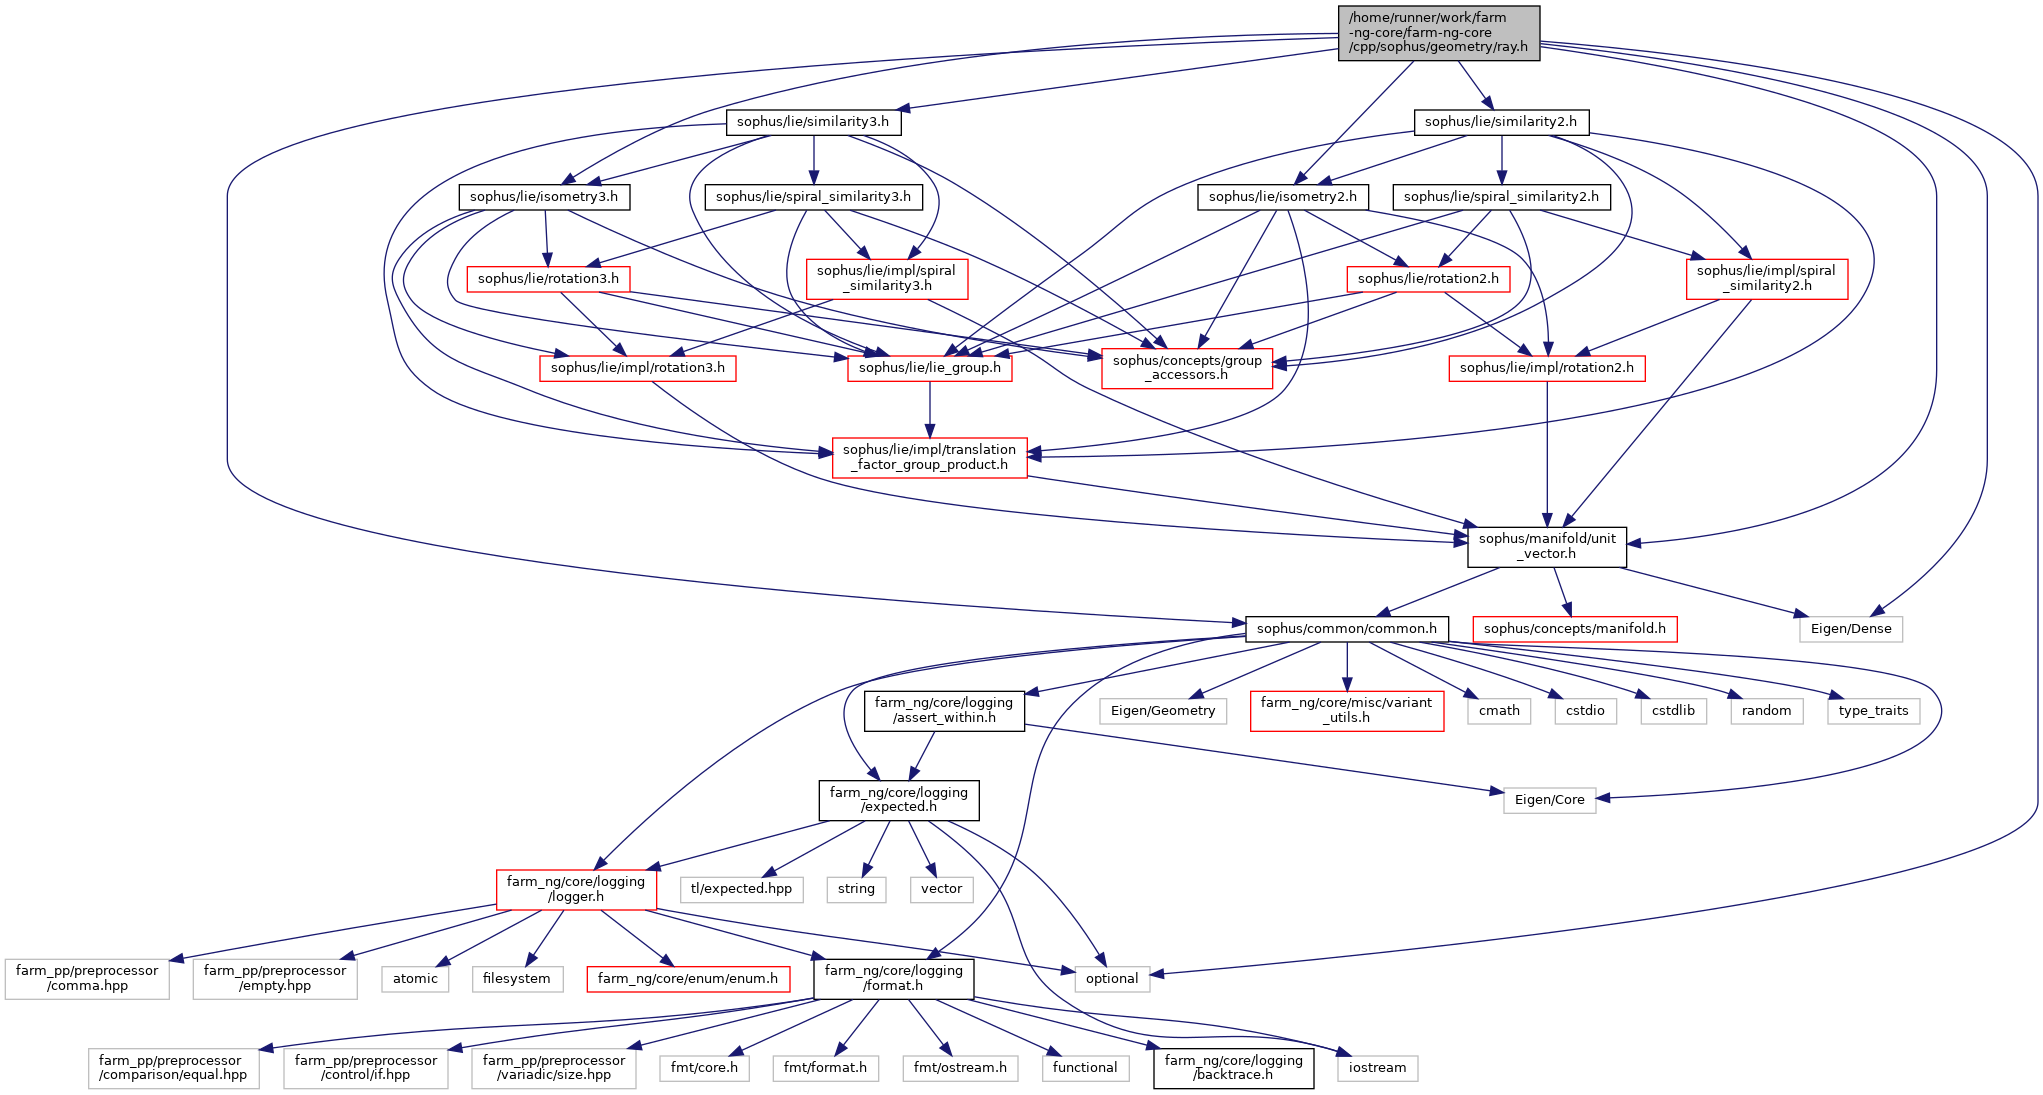 /home/runner/work/farm
-ng-core/farm-ng-core
/cpp/sophus/geometry/ray.h
sophus/lie/similarity3.h
sophus/lie/similarity2.h
sophus/lie/isometry3.h
sophus/lie/spiral_similarity3.h
sophus/lie/isometry2.h
sophus/lie/spiral_similarity2.h
sophus/lie/rotation3.h
sophus/lie/impl/spiral
_similarity3.h
sophus/lie/rotation2.h
sophus/lie/impl/spiral
_similarity2.h
sophus/lie/impl/rotation3.h
sophus/lie/lie_group.h
sophus/concepts/group
_accessors.h
sophus/lie/impl/rotation2.h
sophus/lie/impl/translation
_factor_group_product.h
sophus/manifold/unit
_vector.h
sophus/common/common.h
sophus/concepts/manifold.h
Eigen/Dense
farm_ng/core/logging
/assert_within.h
Eigen/Geometry
farm_ng/core/misc/variant
_utils.h
cmath
cstdio
cstdlib
random
type_traits
farm_ng/core/logging
/expected.h
Eigen/Core
farm_ng/core/logging
/logger.h
tl/expected.hpp
string
vector
farm_pp/preprocessor
/comma.hpp
farm_pp/preprocessor
/empty.hpp
atomic
filesystem
farm_ng/core/enum/enum.h
farm_ng/core/logging
/format.h
optional
farm_pp/preprocessor
/comparison/equal.hpp
farm_pp/preprocessor
/control/if.hpp
farm_pp/preprocessor
/variadic/size.hpp
fmt/core.h
fmt/format.h
fmt/ostream.h
functional
farm_ng/core/logging
/backtrace.h
iostream